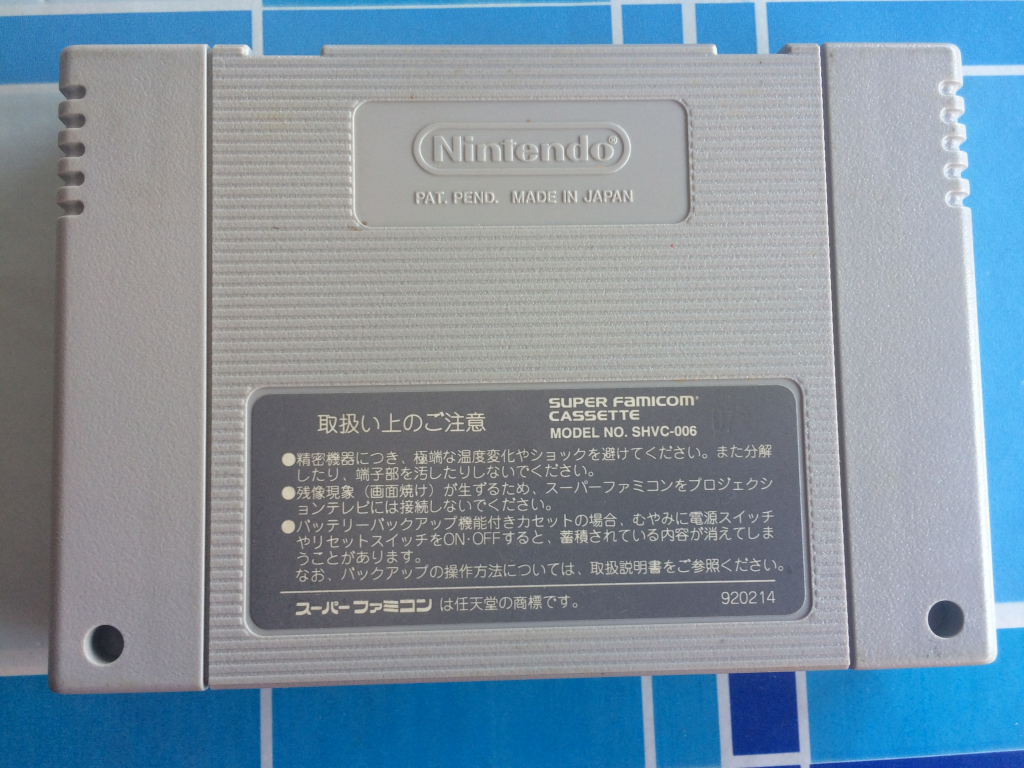 Nintendo®
PAT. PEND. MADE IN JAPAN
取扱い上のご注意
SUPER FAMICOM®
CASSETTE
MODEL NO. SHVC-006
●精密機器につき、極端な温度変化やショックを避けてください。また分解
したり、端子部を汚したりしないでください。
●残像現象（画面焼け）が生ずるため、スーパーファミコンをプロジェクシ
ョンテレビには接続しないでください。
●バッテリーバックアップ機能付きカセットの場合、むやみに電源スイッチ
やリセットスイッチをON·OFFすると、蓄積されている内容が消えてしま
うことがあります。
なお、バックアップの操作方法については、取扱説明書をご参照ください。
スーパーファミコン は任天堂の商標です。
920214